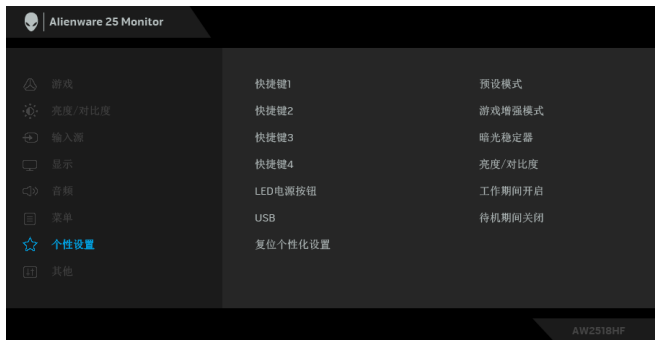 Alienware 25 Monitor
游戏
快捷键1 预设模式
亮度/对比度
快捷键2 游戏增强模式
输入源
快捷键3 暗光稳定器
显示
快捷键4 亮度/对比度
音频
LED电源按钮 工作期间开启
菜单
USB 待机期间关闭
个性设置
复位个性化设置
其他
AW2518HF